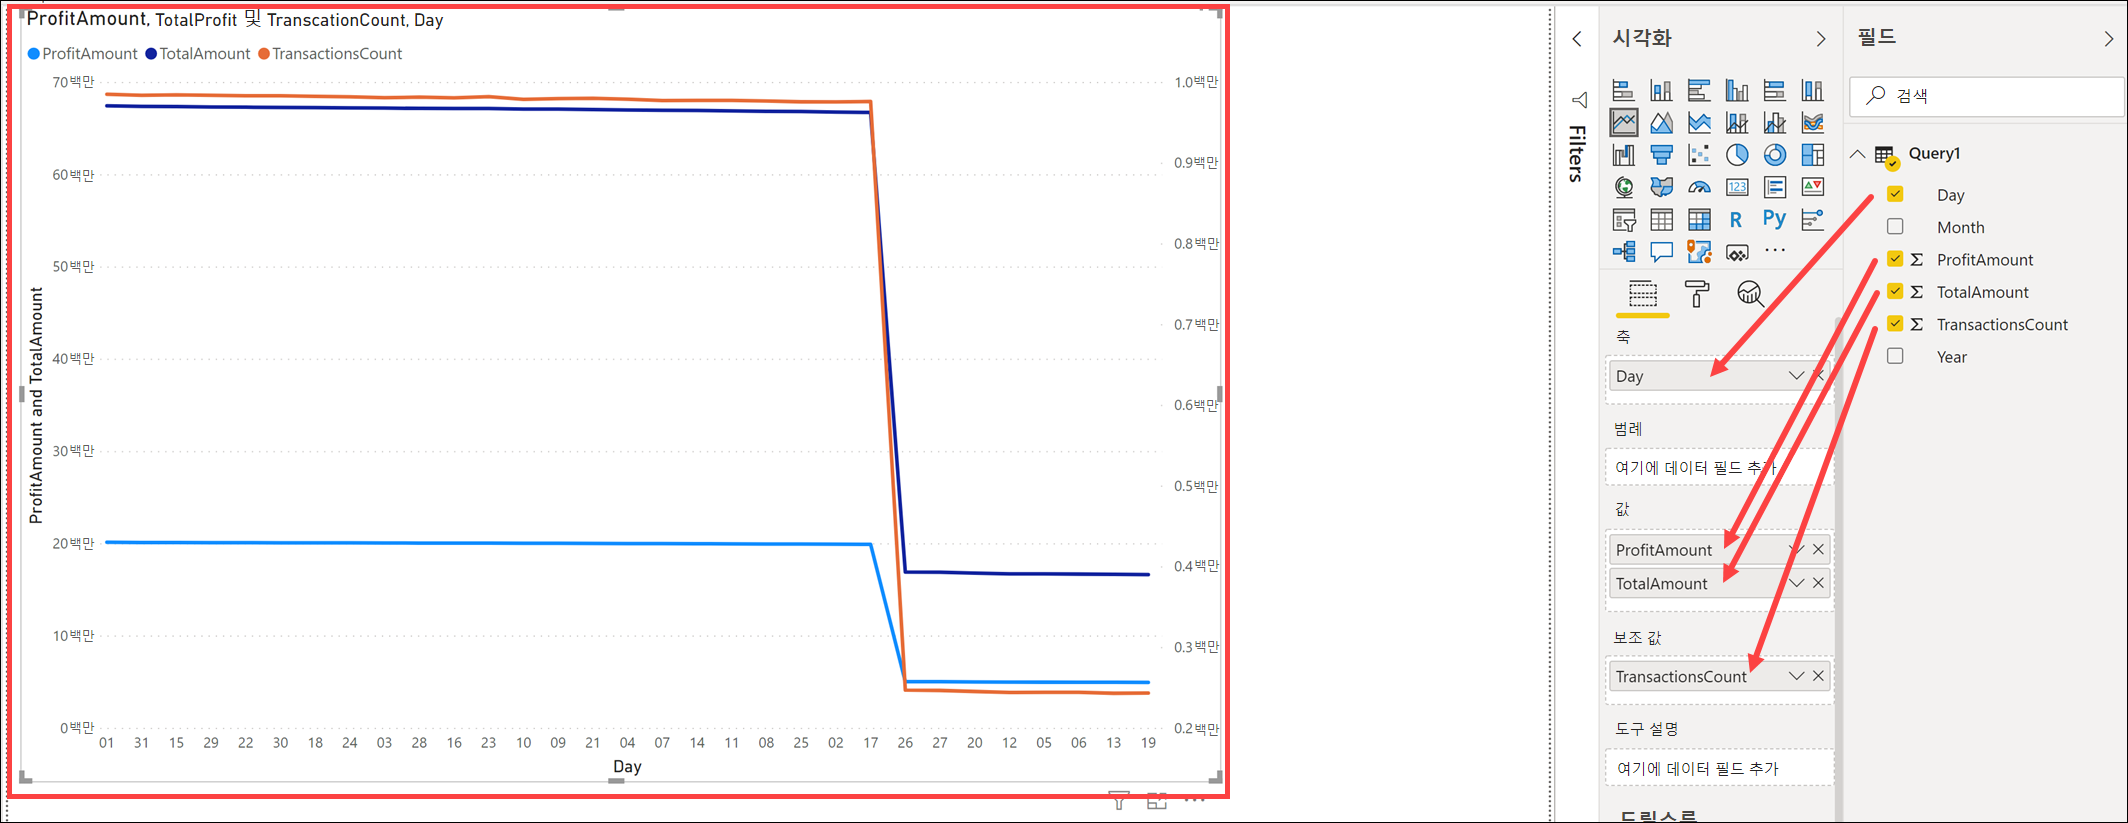 ProfitAmount, TotalProfit 및 TranscationCount, Day
ProfitAmount TotalAmount TransactionsCount
70백만
60백만
50백만
40백만
30백만
20백만
10백만
0백만
ProfitAmount and TotalAmount
1.0백만
0.9백만
0.8백만
0.7백만
0.6백만
0.5백만
0.4백만
0.3백만
0.2백만
01 31 15 29 22 30 18 24 03 28 16 23 10 09 21 04 07 14 11 08 25 02 17 26 27 20 12 05 06 13 19
Day
Filters
시각화
123
R Py
축
Day
범례
여기에 데이터 필드 추가
값
ProfitAmount
TotalAmount
보조 값
TransactionsCount
도구 설명
여기에 데이터 필드 추가
드릴스루
필드
검색
Query1
Day
Month
ProfitAmount
TotalAmount
TransactionsCount
Year